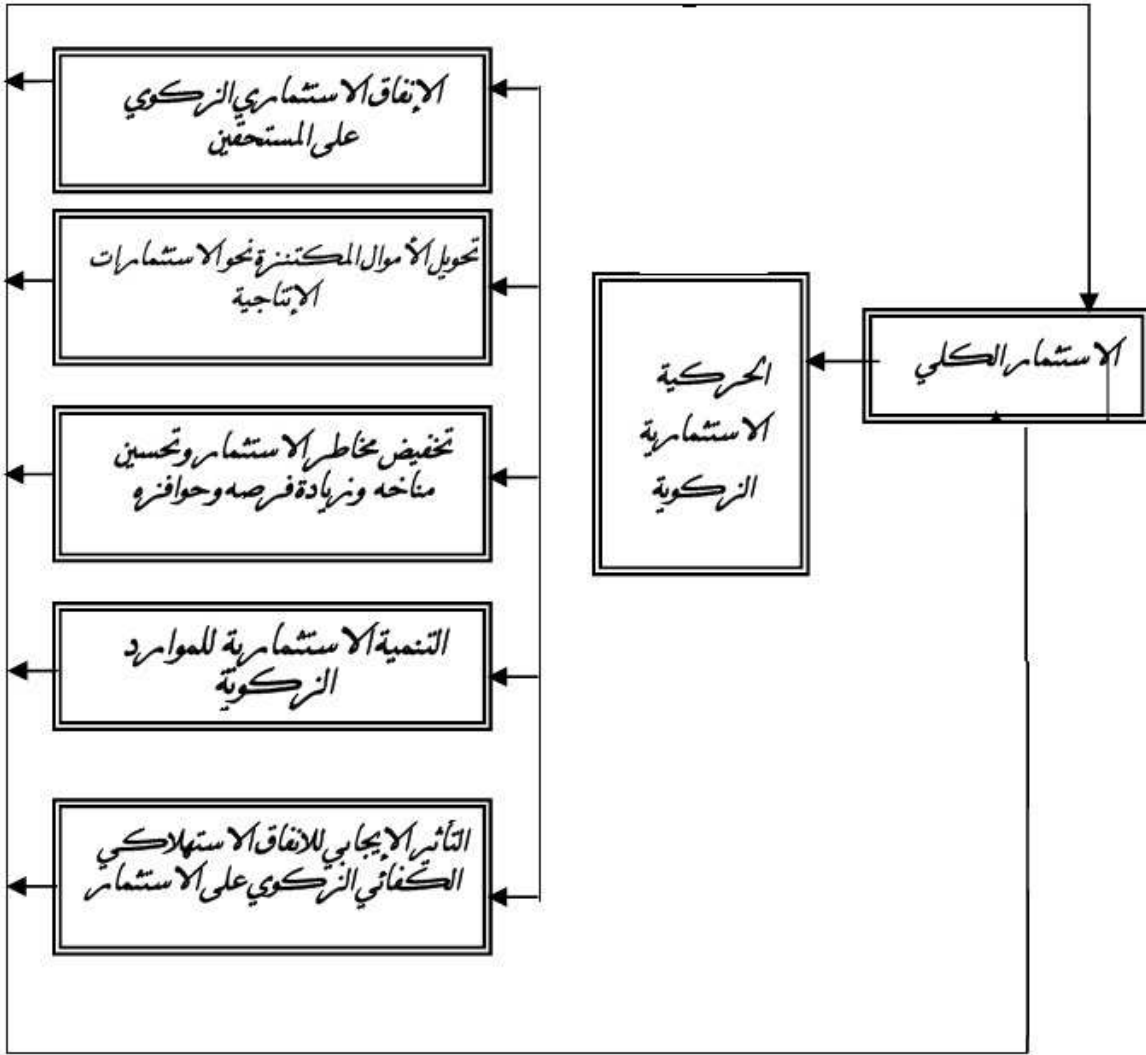 الاستثمار الكلي
الحركية
الاستثمارية
الزكوية
الإنفاق الاستثماري الزكوي
على المستحقين
تحويل الأموال المكتنزة نحو الاستثمارات
الإنتاجية
تخفيض مخاطر الاستثمار وتحسين
مناخه وزيادة فرصه وحوافزه
التنمية الاستثمارية للموارد
الزكوية
التأثير الإيجابي للانفاق الاستهلاكي
الكفائي الزكوي على الاستثمار